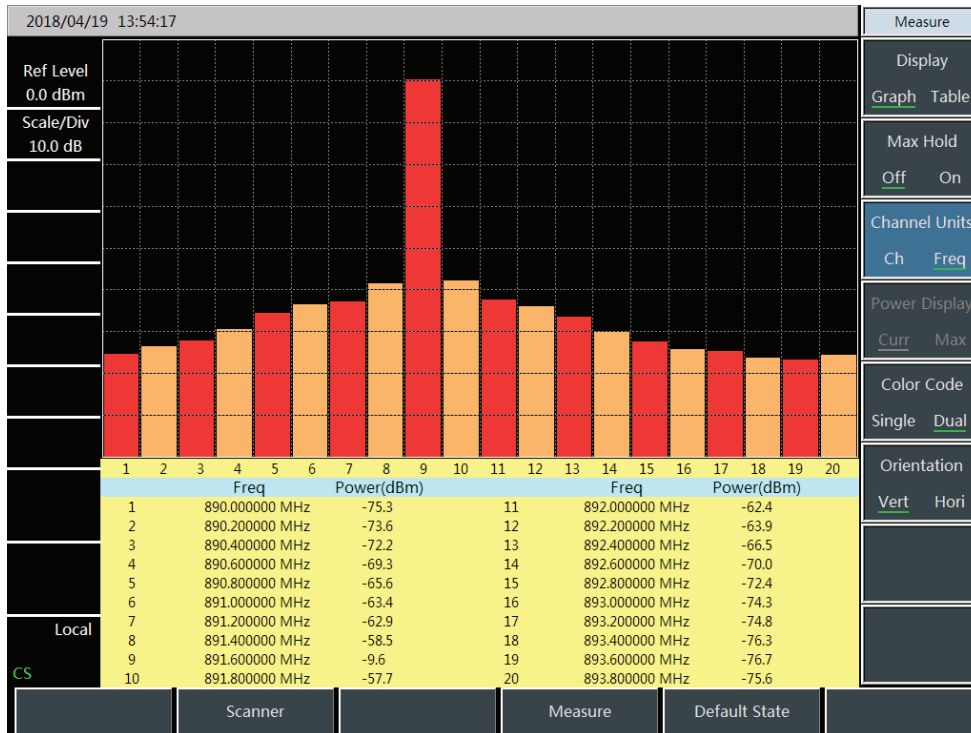 2018/04/19 13:54:17
Measure
Ref Level
0.0 dBm
Scale/Div
10.0 dB
Display
Graph Table
Max Hold
Off On
Channel Units
Ch Freq
Power Display
Curr Max
Color Code
Single Dual
Orientation
Vert Hori
1 2 3 4 5 6 7 8 9 10 11 12 13 14 15 16 17 18 19 20
Freq Power(dBm) Freq Power(dBm)
1 890.000000 MHz -75.3 11 892.000000 MHz -62.4
2 890.200000 MHz -73.6 12 892.200000 MHz -63.9
3 890.400000 MHz -72.2 13 892.400000 MHz -66.5
4 890.600000 MHz -69.3 14 892.600000 MHz -70.0
5 890.800000 MHz -65.6 15 892.800000 MHz -72.4
6 891.000000 MHz -63.4 16 893.000000 MHz -74.3
7 891.200000 MHz -62.9 17 893.200000 MHz -74.8
8 891.400000 MHz -58.5 18 893.400000 MHz -76.3
9 891.600000 MHz -9.6 19 893.600000 MHz -76.7
10 891.800000 MHz -57.7 20 893.800000 MHz -75.6
Local
CS
Scanner Measure Default State